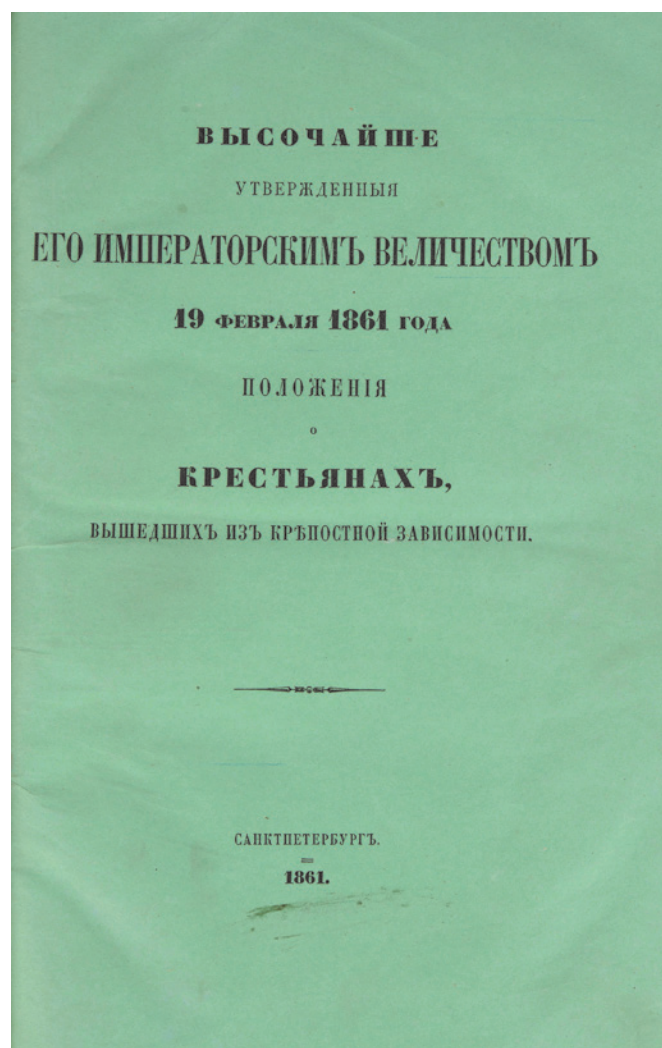 ВЫСОЧАЙШЕ
УТВЕРЖДЕННЫЯ
ЕГО ИМПЕРАТОРСКИМЪ ВЕЛИЧЕСТВОМЪ
19 ФЕВРАЛЯ 1861 ГОДА
ПОЛОЖЕНІЯ
О
КРЕСТЬЯНАХЪ,
ВЫШЕДШИХЪ ИЗЪ КРѢПОСТНОЙ ЗАВИСИМОСТИ.
САНКТПЕТЕРБУРГЪ.
1861.